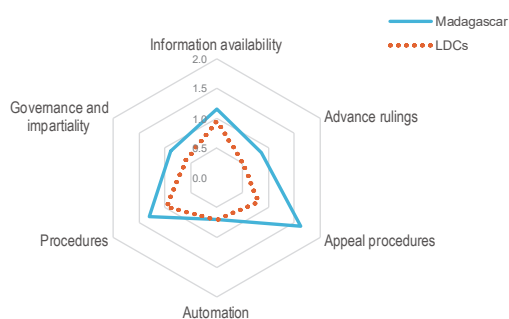 Madagascar
LDCs
Information availability
2.0
1.5
1.0
0.5
0.0
Governance and
impartiality
Advance rulings
Procedures
Appeal procedures
Automation